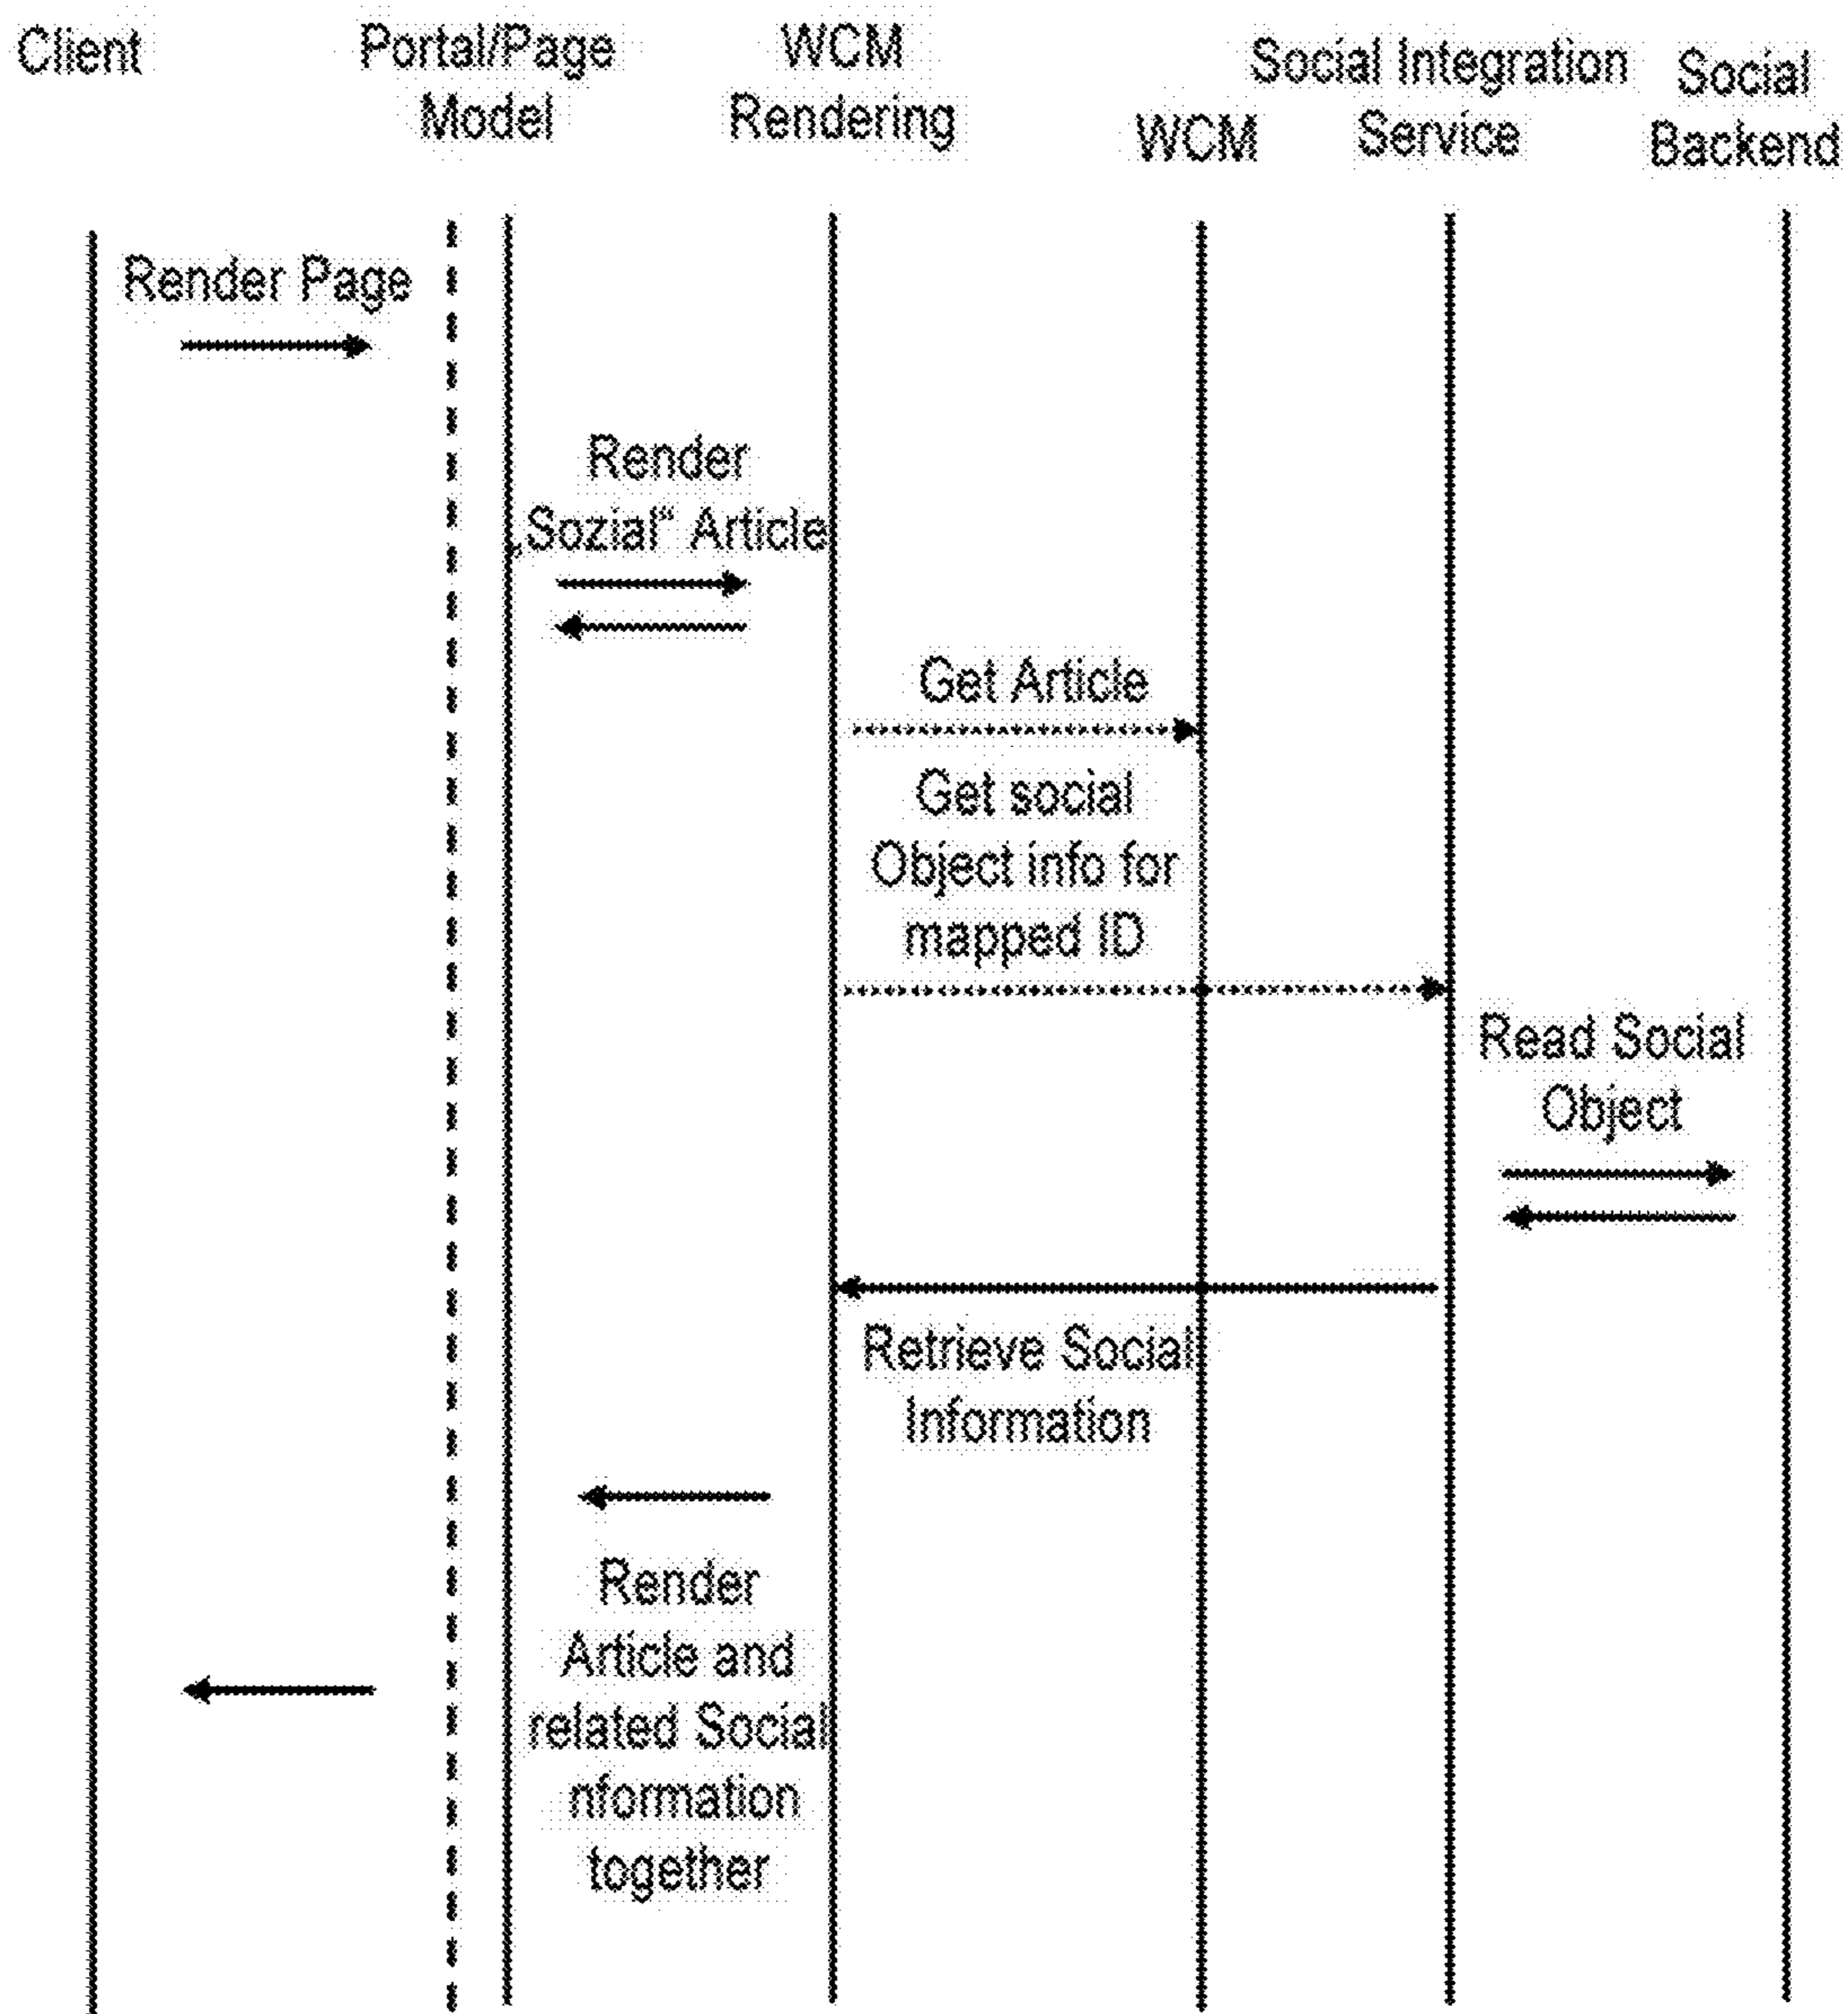 Client
Portal/Page
Model
WCM
Rendering
WCM
Social Integration
Service
Social
Backend
Render Page
Render
„Sozial“ Article
Get Article
Get social
Object info for
mapped ID
Read Social
Object
Retrieve Social
Information
Render
Article and
related Social
nformation
together